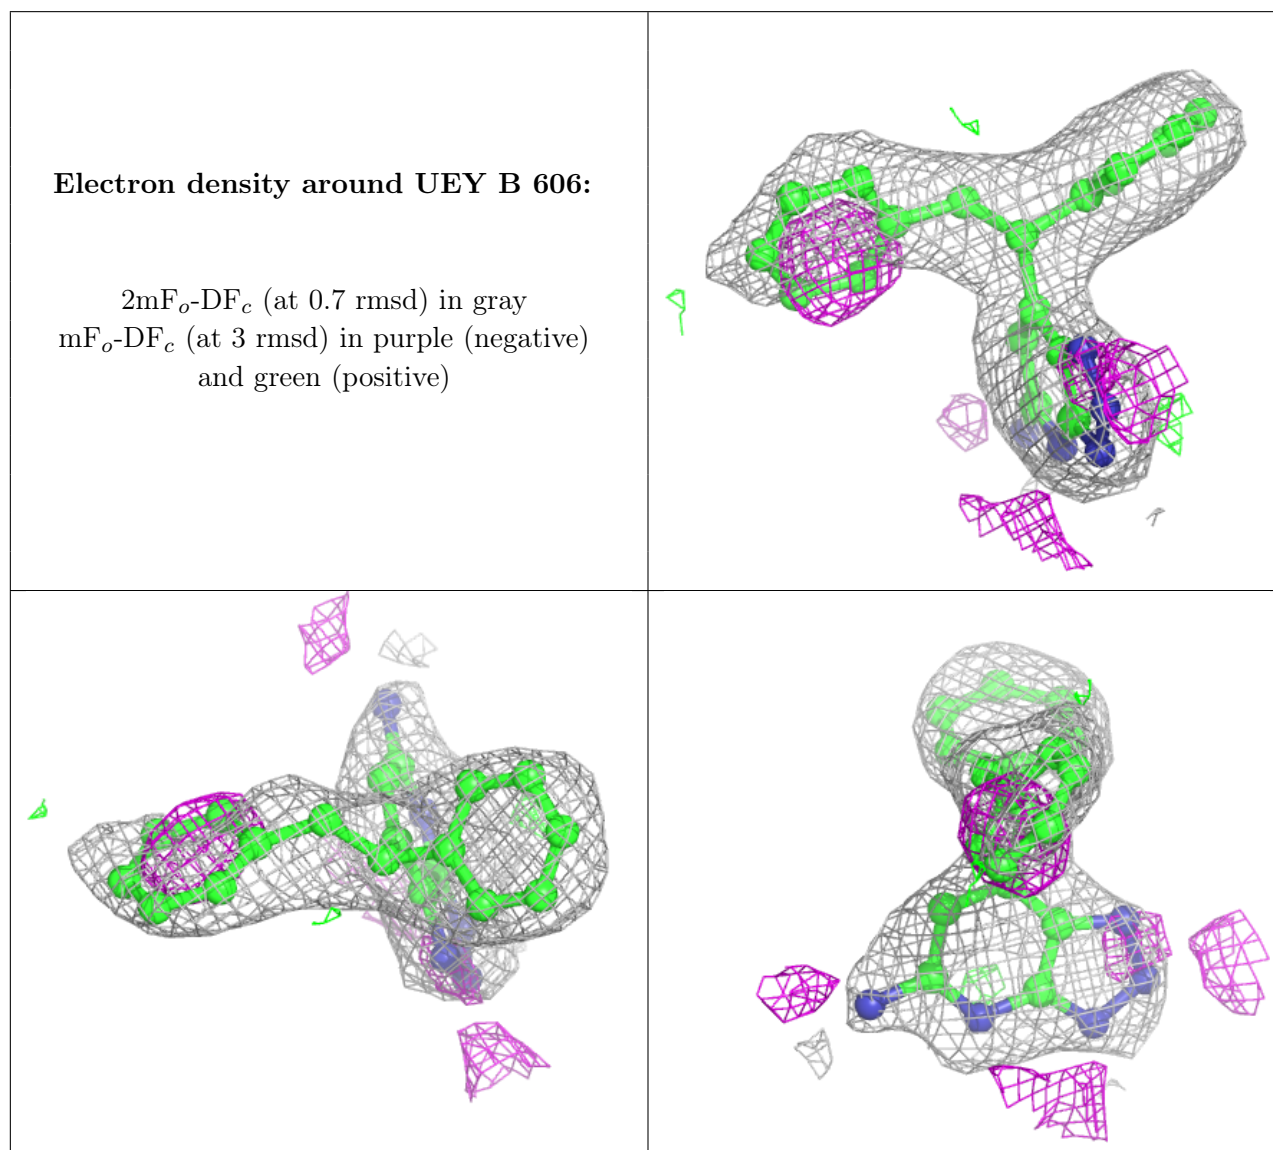 Electron density around UEY B 606:
2mFo-DFc (at 0.7 rmsd) in gray
mFo-DFc (at 3 rmsd) in purple (negative)
and green (positive)